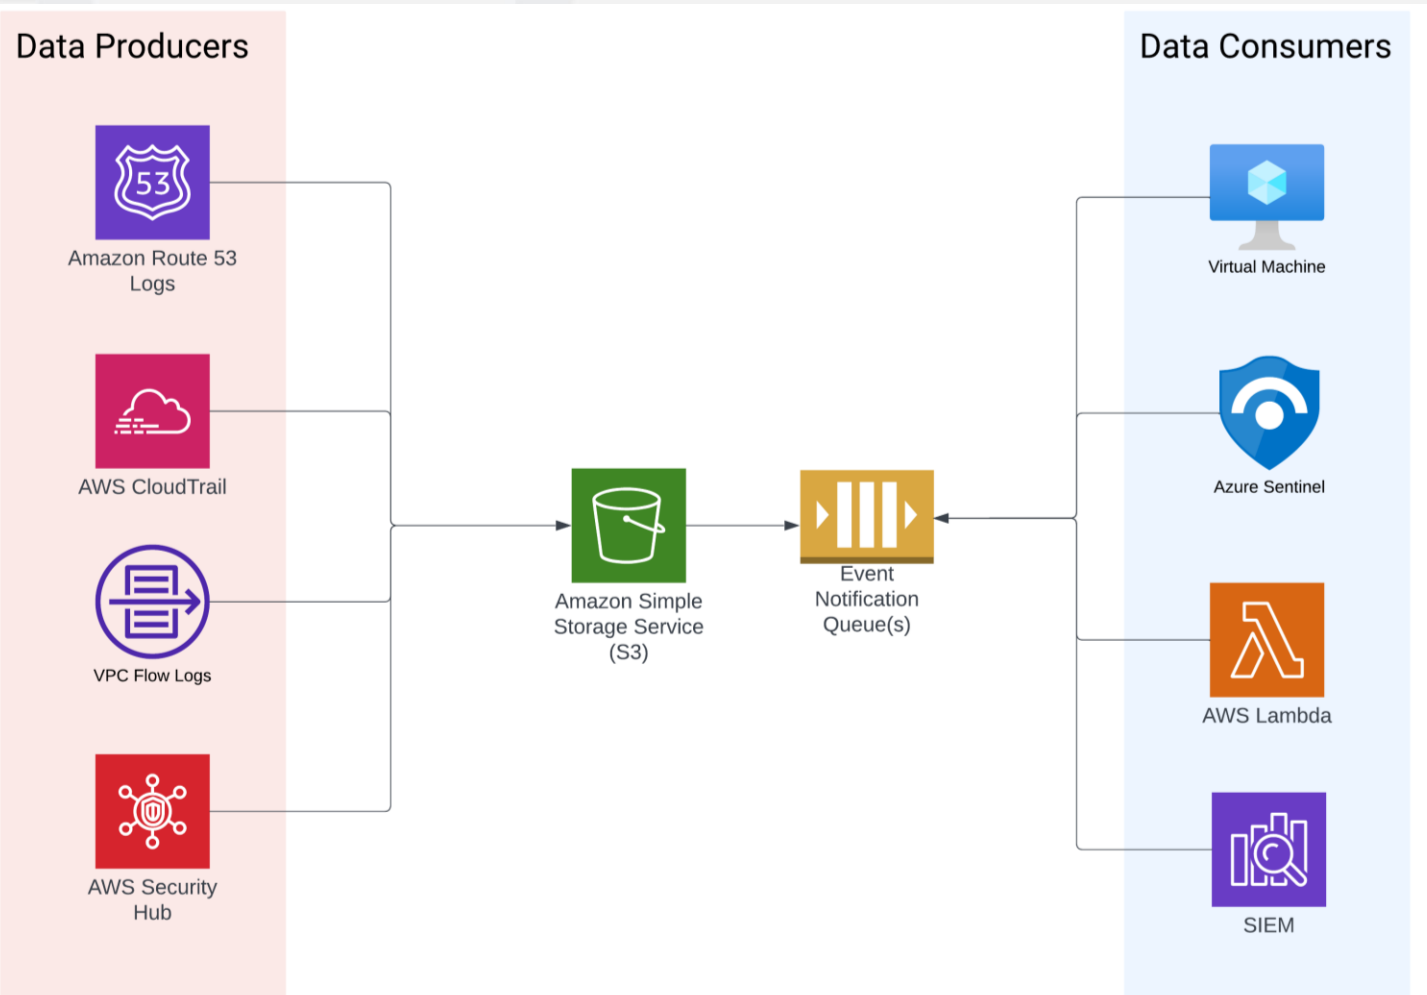 Data Producers
Data Consumers
53
Amazon Route 53
Logs
AWS CloudTrail
VPC Flow Logs
AWS Security
Hub
Amazon Simple
Storage Service
(S3)
Event
Notification
Queue(s)
Virtual Machine
Azure Sentinel
AWS Lambda
SIEM